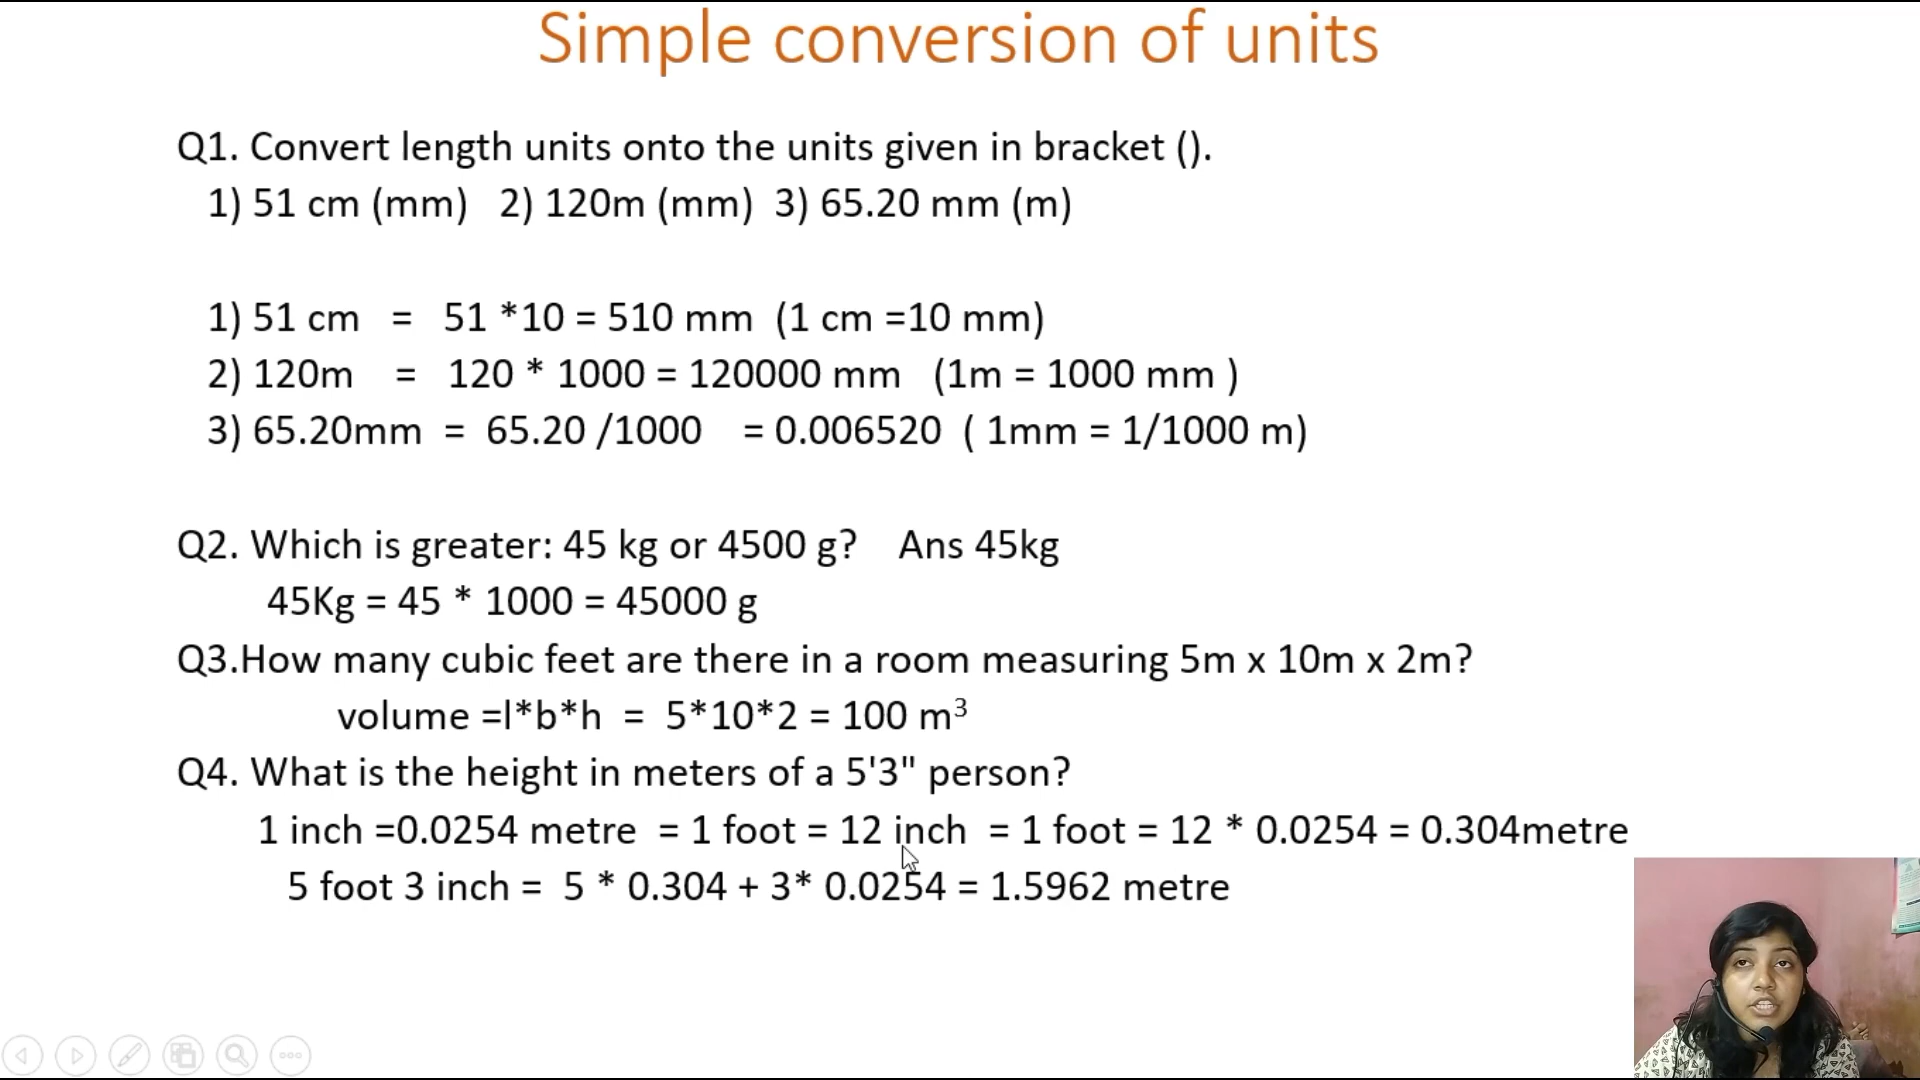 Simple conversion of units
Q1. Convert length units onto the units given in bracket ().
1) 51 cm (mm) 2) 120m (mm) 3) 65.20 mm (m)
1) 51 cm = 51 *10 = 510 mm (1 cm =10 mm)
2) 120m = 120 * 1000 = 120000 mm (1m = 1000 mm )
3) 65.20mm = 65.20 /1000 = 0.006520 ( 1mm = 1/1000 m)
Q2. Which is greater: 45 kg or 4500 g? Ans 45kg
45Kg = 45 * 1000 = 45000 g
Q3.How many cubic feet are there in a room measuring 5m x 10m x 2m?
volume =l*b*h = 5*10*2 = 100 m³
Q4. What is the height in meters of a 5'3" person?
1 inch =0.0254 metre = 1 foot = 12 inch = 1 foot = 12 * 0.0254 = 0.304metre
5 foot 3 inch = 5 * 0.304 + 3* 0.0254 = 1.5962 metre